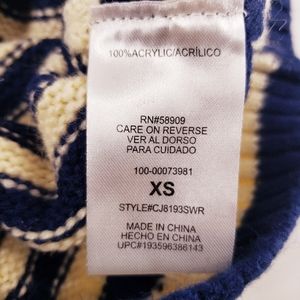 100%ACRYLIC/ACRÍLICO
RN#58909
CARE ON REVERSE
VER AL DORSO
PARA CUIDADO
100-00073981
XS
STYLE#CJ8193SWR
MADE IN CHINA
HECHO EN CHINA
UPC#193596386143